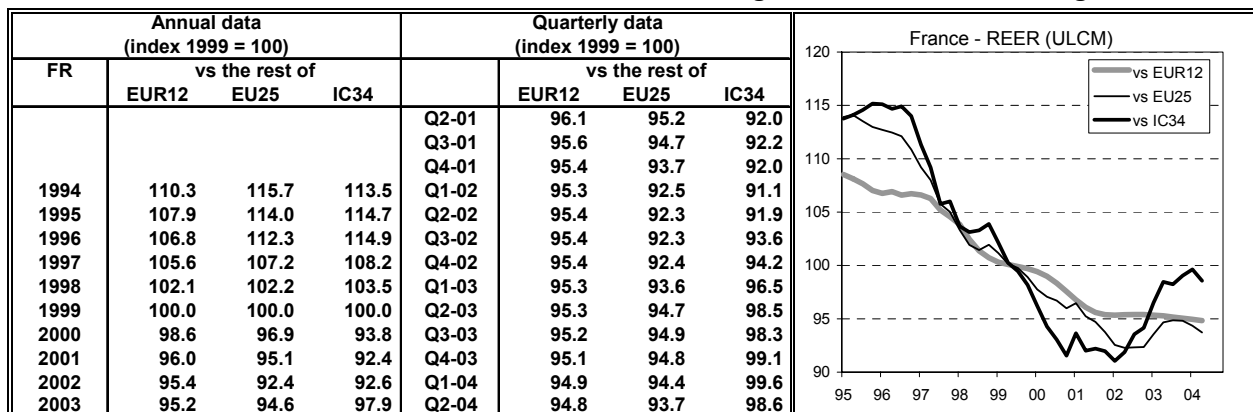 Annual data Quarterly data
(index 1999 = 100) (index 1999 = 100)
FR vs the rest of vs the rest of
EUR12 EU25 IC34 EUR12 EU25 IC34
Q2-01 96.1 95.2 92.0
Q3-01 95.6 94.7 92.2
Q4-01 95.4 93.7 92.0
1994 110.3 115.7 113.5 Q1-02 95.3 92.5 91.1
1995 107.9 114.0 114.7 Q2-02 95.4 92.3 91.9
1996 106.8 112.3 114.9 Q3-02 95.4 92.3 93.6
1997 105.6 107.2 108.2 Q4-02 95.4 92.4 94.2
1998 102.1 102.2 103.5 Q1-03 95.3 93.6 96.5
1999 100.0 100.0 100.0 Q2-03 95.3 94.7 98.5
2000 98.6 96.9 93.8 Q3-03 95.2 94.9 98.3
2001 96.0 95.1 92.4 Q4-03 95.1 94.8 99.1
2002 95.4 92.4 92.6 Q1-04 94.9 94.4 99.6
2003 95.2 94.6 97.9 Q2-04 94.8 93.7 98.6
France - REER (ULCM)
vs EUR12
vs EU25
vs IC34
120
115
110
105
100
95
90
95 96 97 98 99 00 01 02 03 04